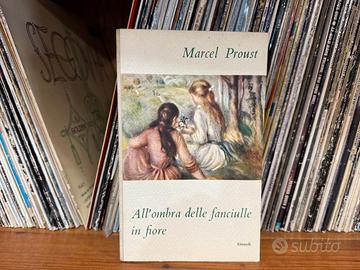 Marcel Proust
All'ombra delle fanciulle
in fiore
Einaudi
subito